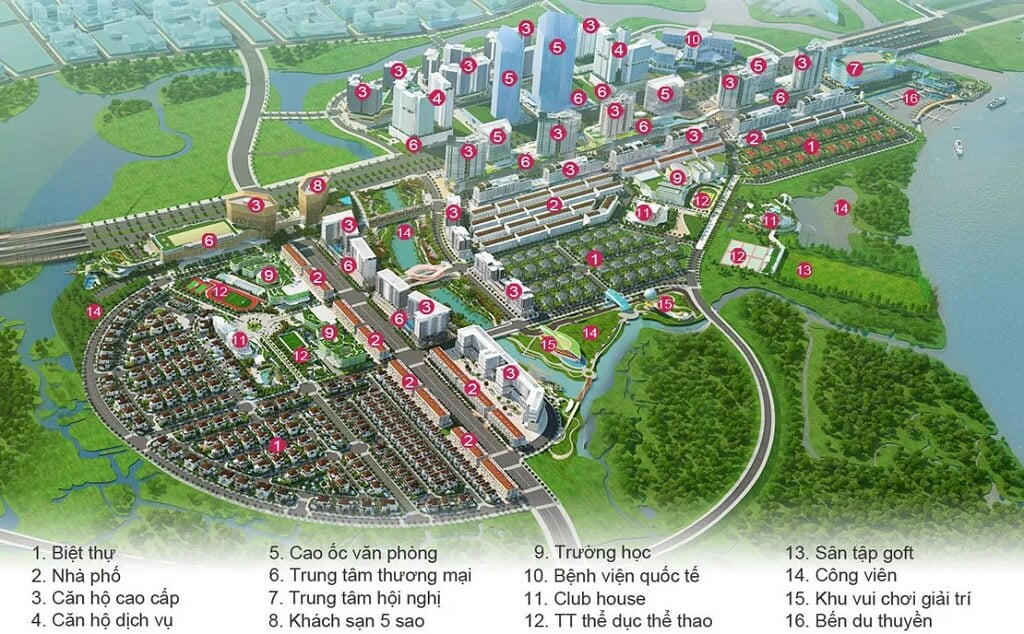 1. Biệt thự
2. Nhà phố
3. Căn hộ cao cấp
4. Căn hộ dịch vụ
5. Cao ốc văn phòng
6. Trung tâm thương mại
7. Trung tâm hội nghị
8. Khách sạn 5 sao
9. Trường học
10. Bệnh viện quốc tế
11. Club house
12. TT thể dục thể thao
13. Sân tập goft
14. Công viên
15. Khu vui chơi giải trí
16. Bến du thuyền